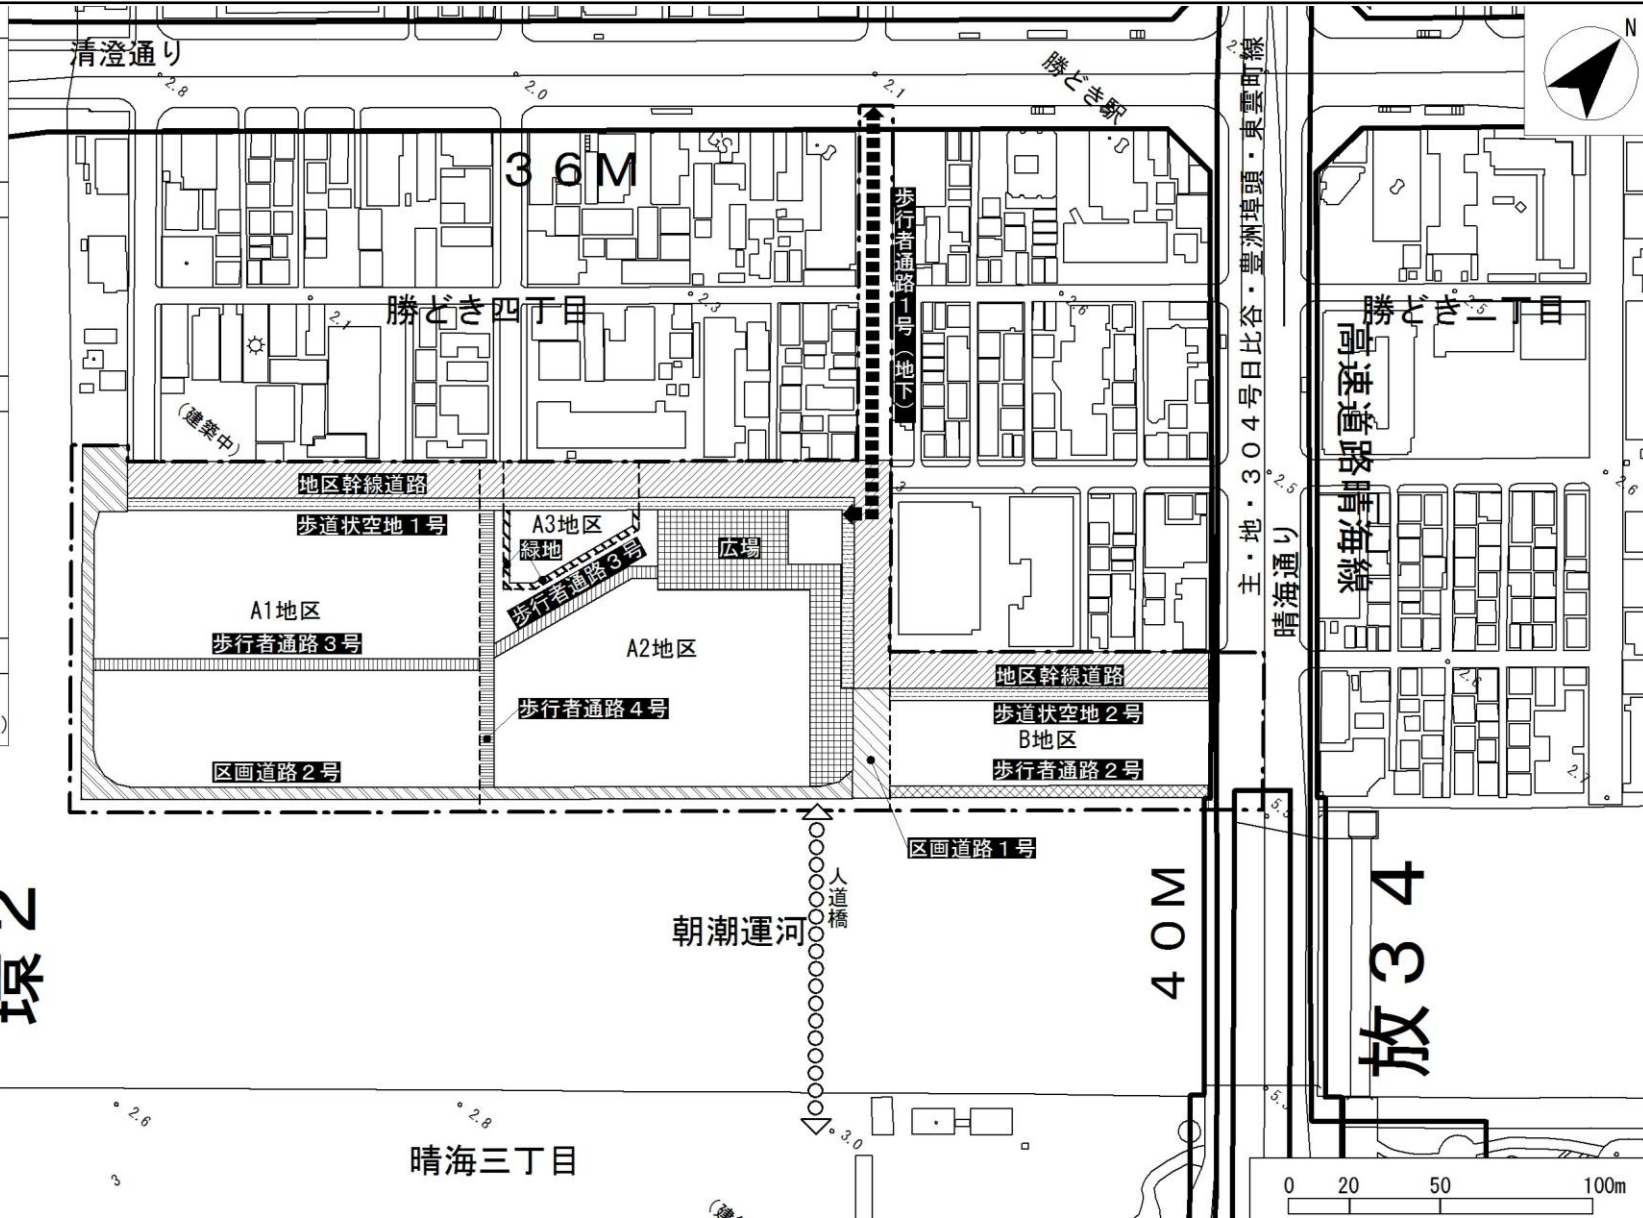 N
清澄通り
2.8
2.0
2.1
勝どき駅
36M
歩行者通路1号(地下)
主・地・304号日比谷・豊洲埠頭・東雲町線
勝どき四丁目
2.1
2.3
2.6
勝どき二丁目
2.5
高速道路晴海線
(建築中)
地区幹線道路
歩道状空地1号
A3地区
緑地
歩行者通路3号
広場
3
2.5
2.6
晴海通り
A1地区
歩行者通路3号
A2地区
地区幹線道路
2.6
歩行者通路4号
歩道状空地2号
B地区
歩行者通路2号
区画道路2号
2.7
区画道路1号
人道橋
環2
朝潮運河
40M
放34
2.6
2.8
3.0
晴海三丁目
3
0 20 50 100m